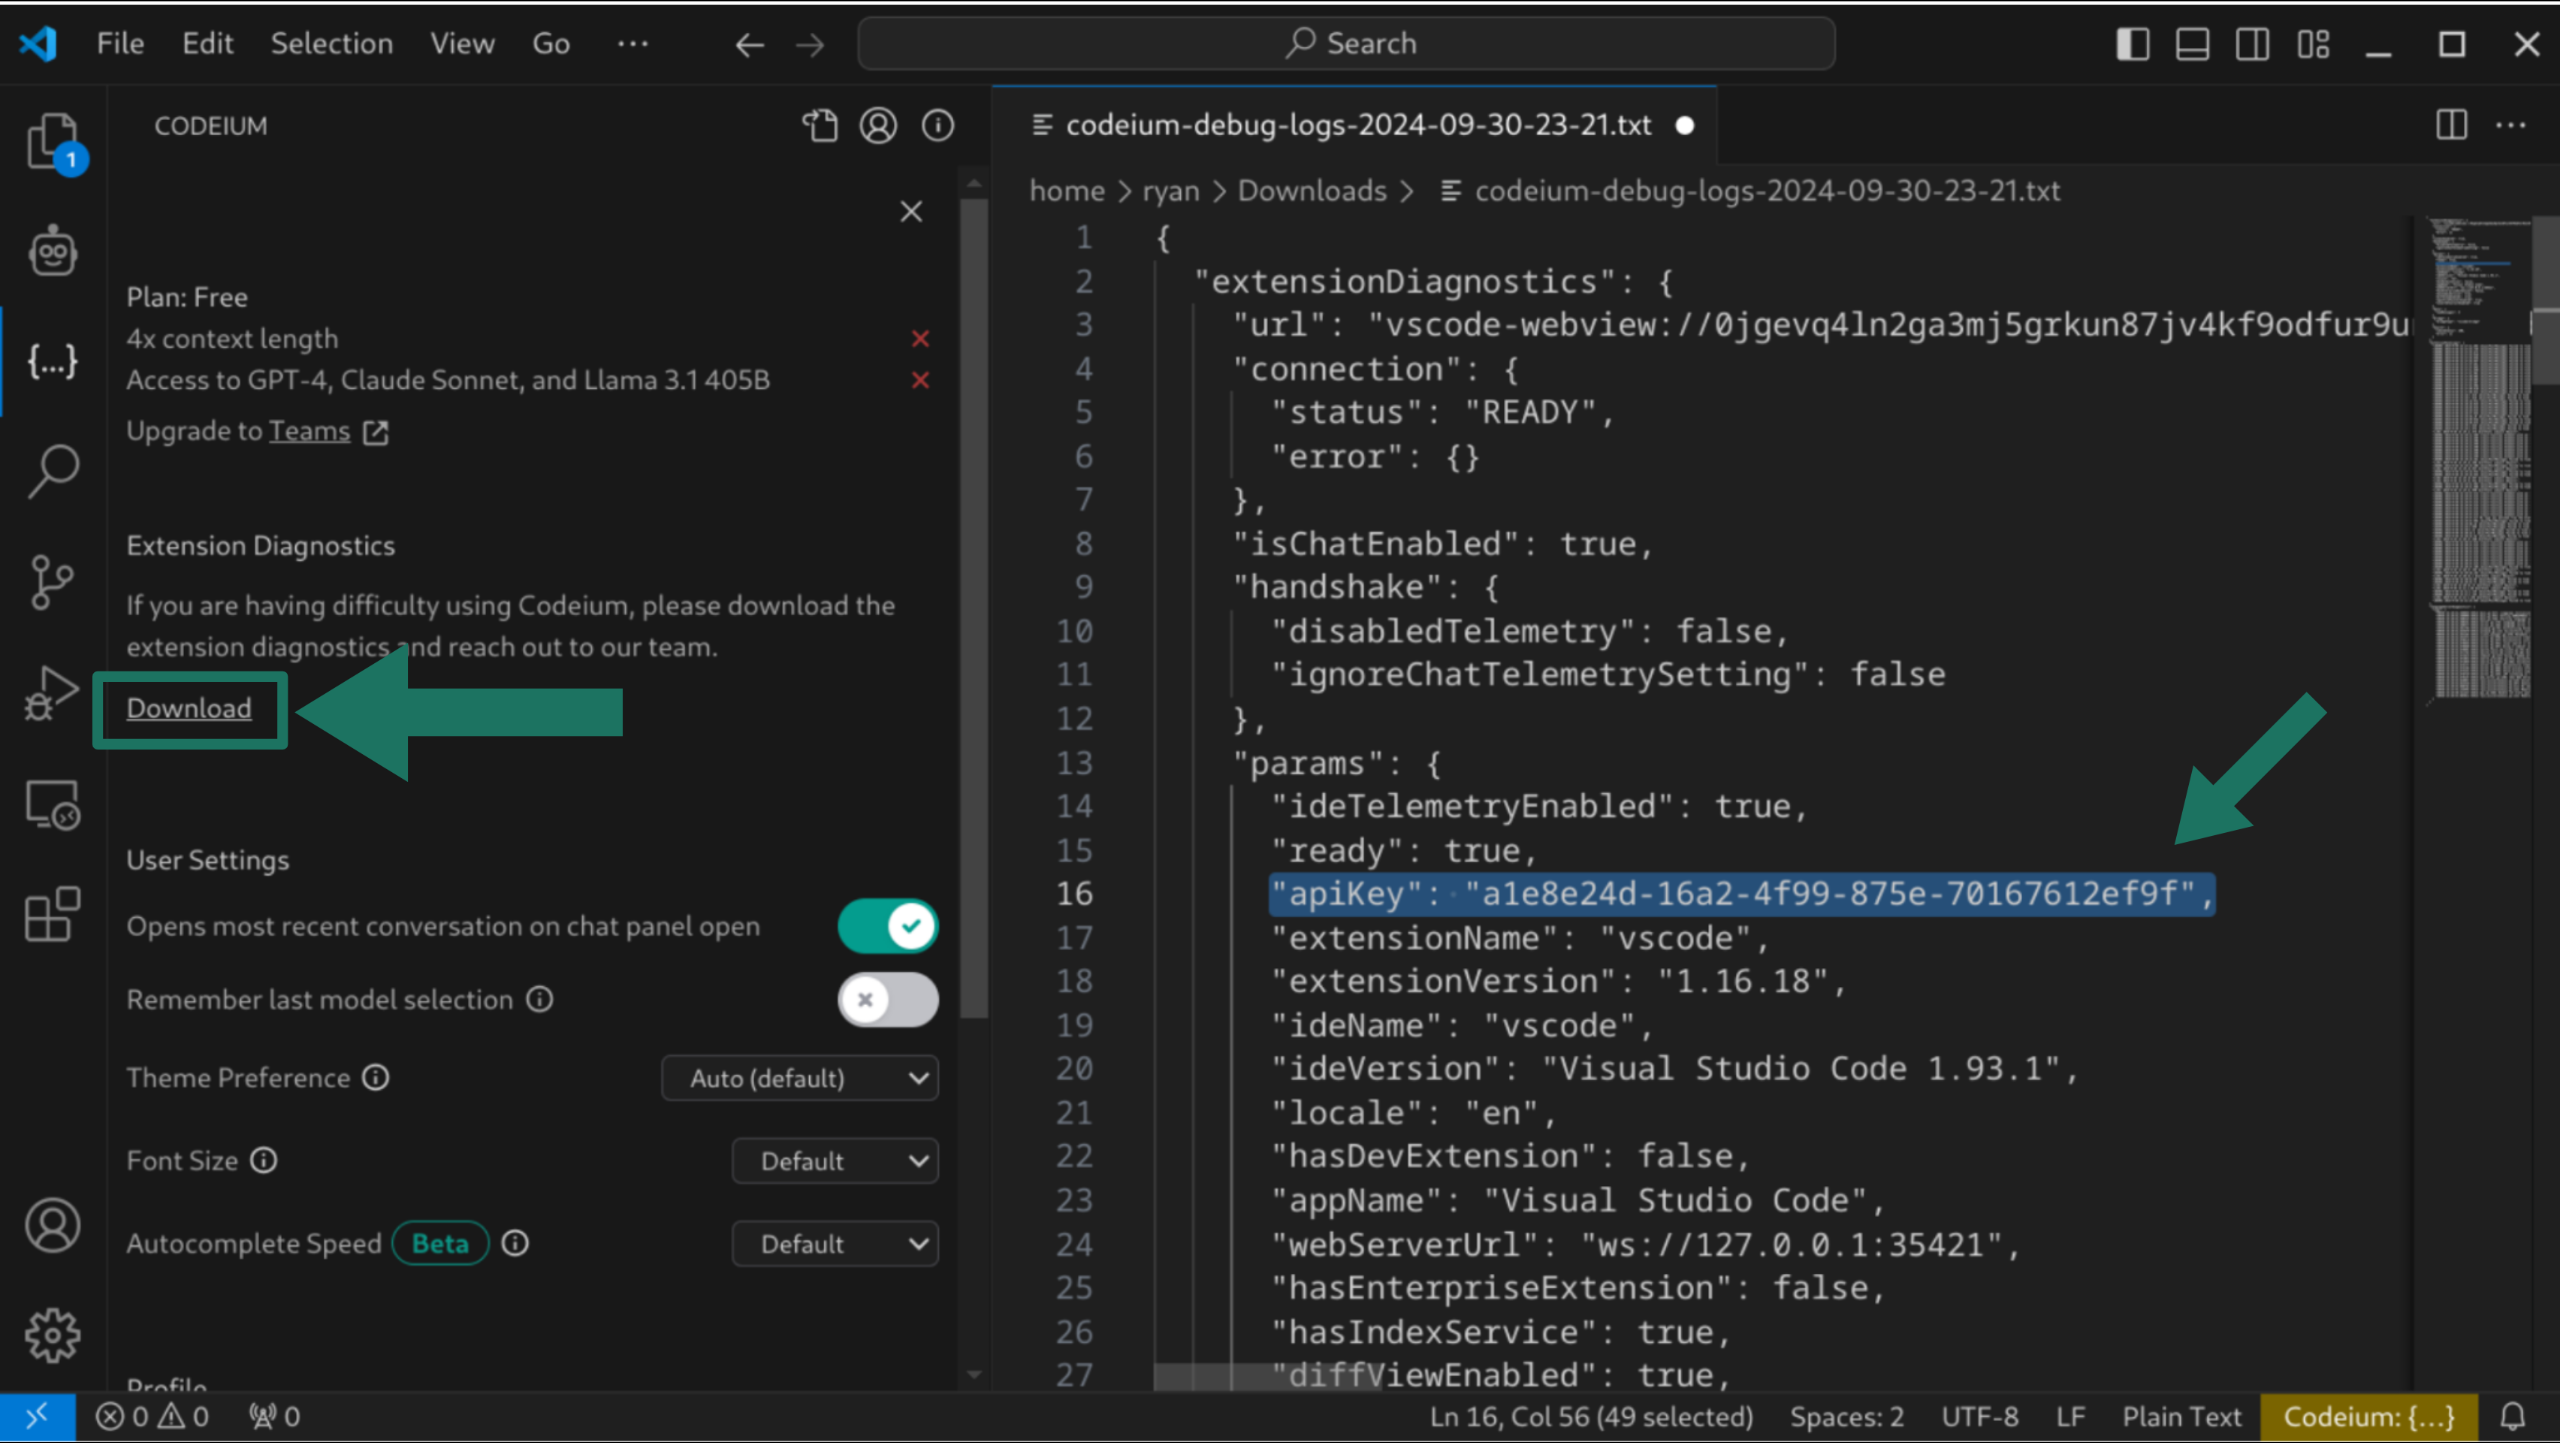 File Edit Selection View Go ··· Search
CODEIUM
1
Plan: Free
4x context length
Access to GPT-4, Claude Sonnet, and Llama 3.1 405B
Upgrade to Teams
Extension Diagnostics
If you are having difficulty using Codeium, please download the
extension diagnostics and reach out to our team.
Download
User Settings
Opens most recent conversation on chat panel open
Remember last model selection
Theme Preference Auto (default)
Font Size Default
Autocomplete Speed Beta Default
Profile
codeium-debug-logs-2024-09-30-23-21.txt
home > ryan > Downloads > codeium-debug-logs-2024-09-30-23-21.txt
1 {
2 "extensionDiagnostics": {
3 "url": "vscode-webview://0jgevq4ln2ga3mj5grkun87jv4kf9odfur9u
4 "connection": {
5 "status": "READY",
6 "error": {}
7 },
8 "isChatEnabled": true,
9 "handshake": {
10 "disabledTelemetry": false,
11 "ignoreChatTelemetrySetting": false
12 },
13 "params": {
14 "ideTelemetryEnabled": true,
15 "ready": true,
16 "apiKey": "a1e8e24d-16a2-4f99-875e-70167612ef9f",
17 "extensionName": "vscode",
18 "extensionVersion": "1.16.18",
19 "ideName": "vscode",
20 "ideVersion": "Visual Studio Code 1.93.1",
21 "locale": "en",
22 "hasDevExtension": false,
23 "appName": "Visual Studio Code",
24 "webServerUrl": "ws://127.0.0.1:35421",
25 "hasEnterpriseExtension": false,
26 "hasIndexService": true,
27 "diffViewEnabled": true,
0 0 0 Ln 16, Col 56 (49 selected) Spaces: 2 UTF-8 LF Plain Text Codeium: {...}